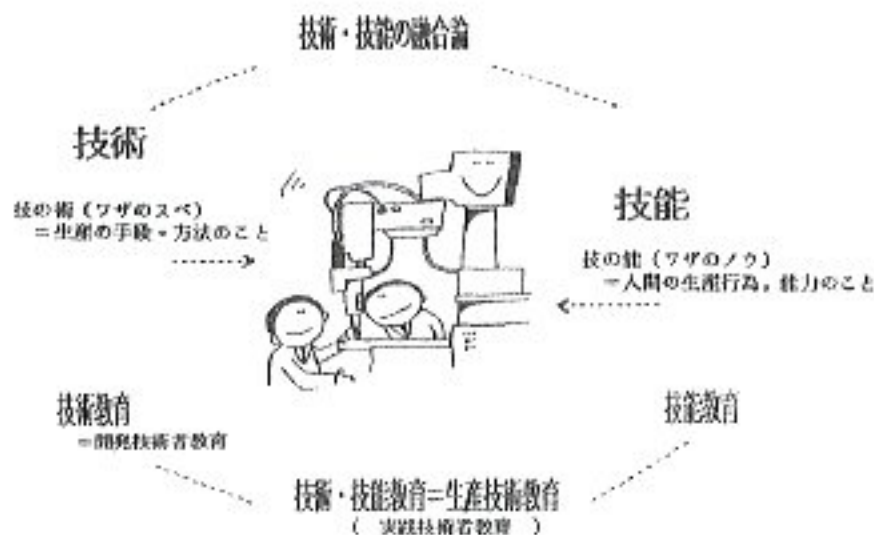 技術・技能の融合論
技術
技の術（ワザのスベ）
＝生産の手段・方法のこと
技能
技の能（ワザのノウ）
＝人間の生産行為，能力のこと
技術教育
＝開発技術者教育
技能教育
技術・技能教育＝生産技術教育
（ 実践技術者教育 ）